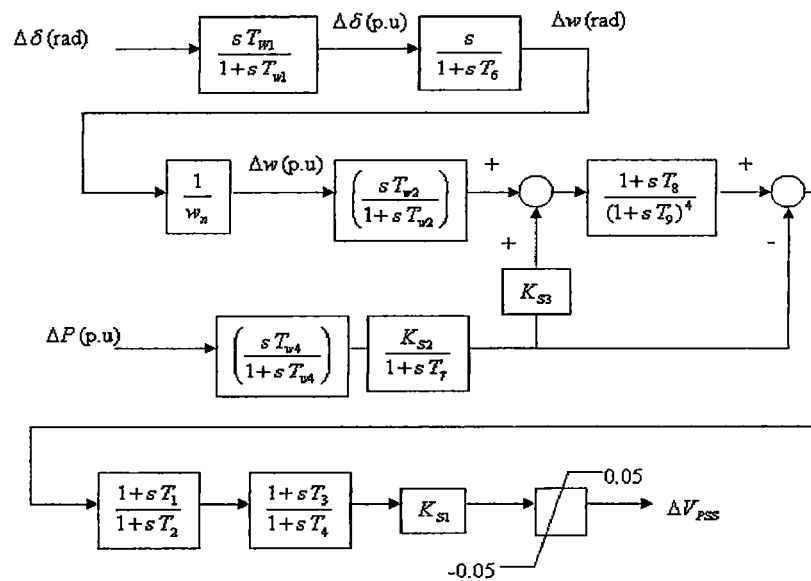 Δδ(rad)
sT_W1 / 1+sT_w1
Δδ(p.u)
s / 1+sT_6
Δw(rad)
1 / w_n
Δw(p.u)
(sT_w2 / 1+sT_w2)
+
+
1+sT_8 / (1+sT_9)^4
+
-
K_S3
ΔP(p.u)
(sT_w4 / 1+sT_w4)
K_S2 / 1+sT_7
1+sT_1 / 1+sT_2
1+sT_3 / 1+sT_4
K_S1
0.05
-0.05
ΔV_PSS